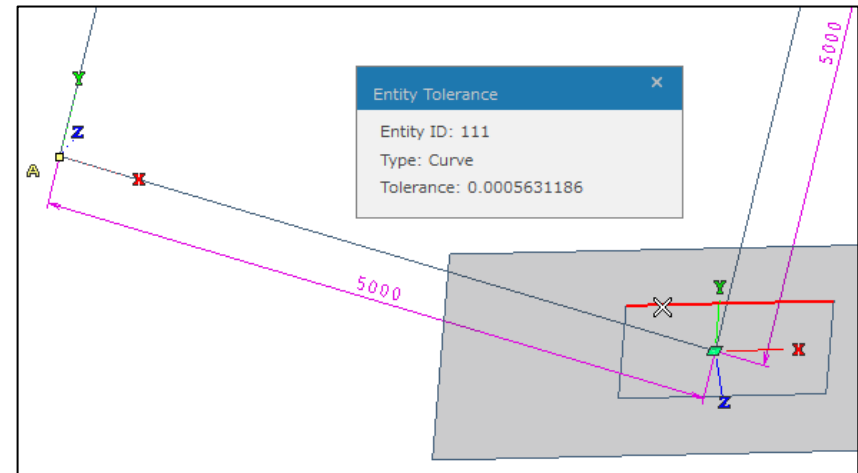 5000
Y
Z
A
X
Entity Tolerance
×
Entity ID: 111
Type: Curve
Tolerance: 0.0005631186
5000
Y
X
Z